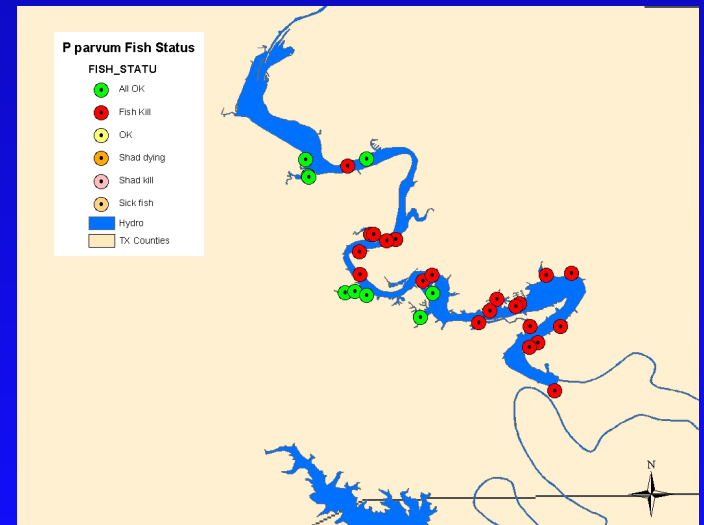 P parvum Fish Status
FISH_STATU
All OK
Fish Kill
OK
Shad dying
Shad kill
Sick fish
Hydro
TX Counties
N